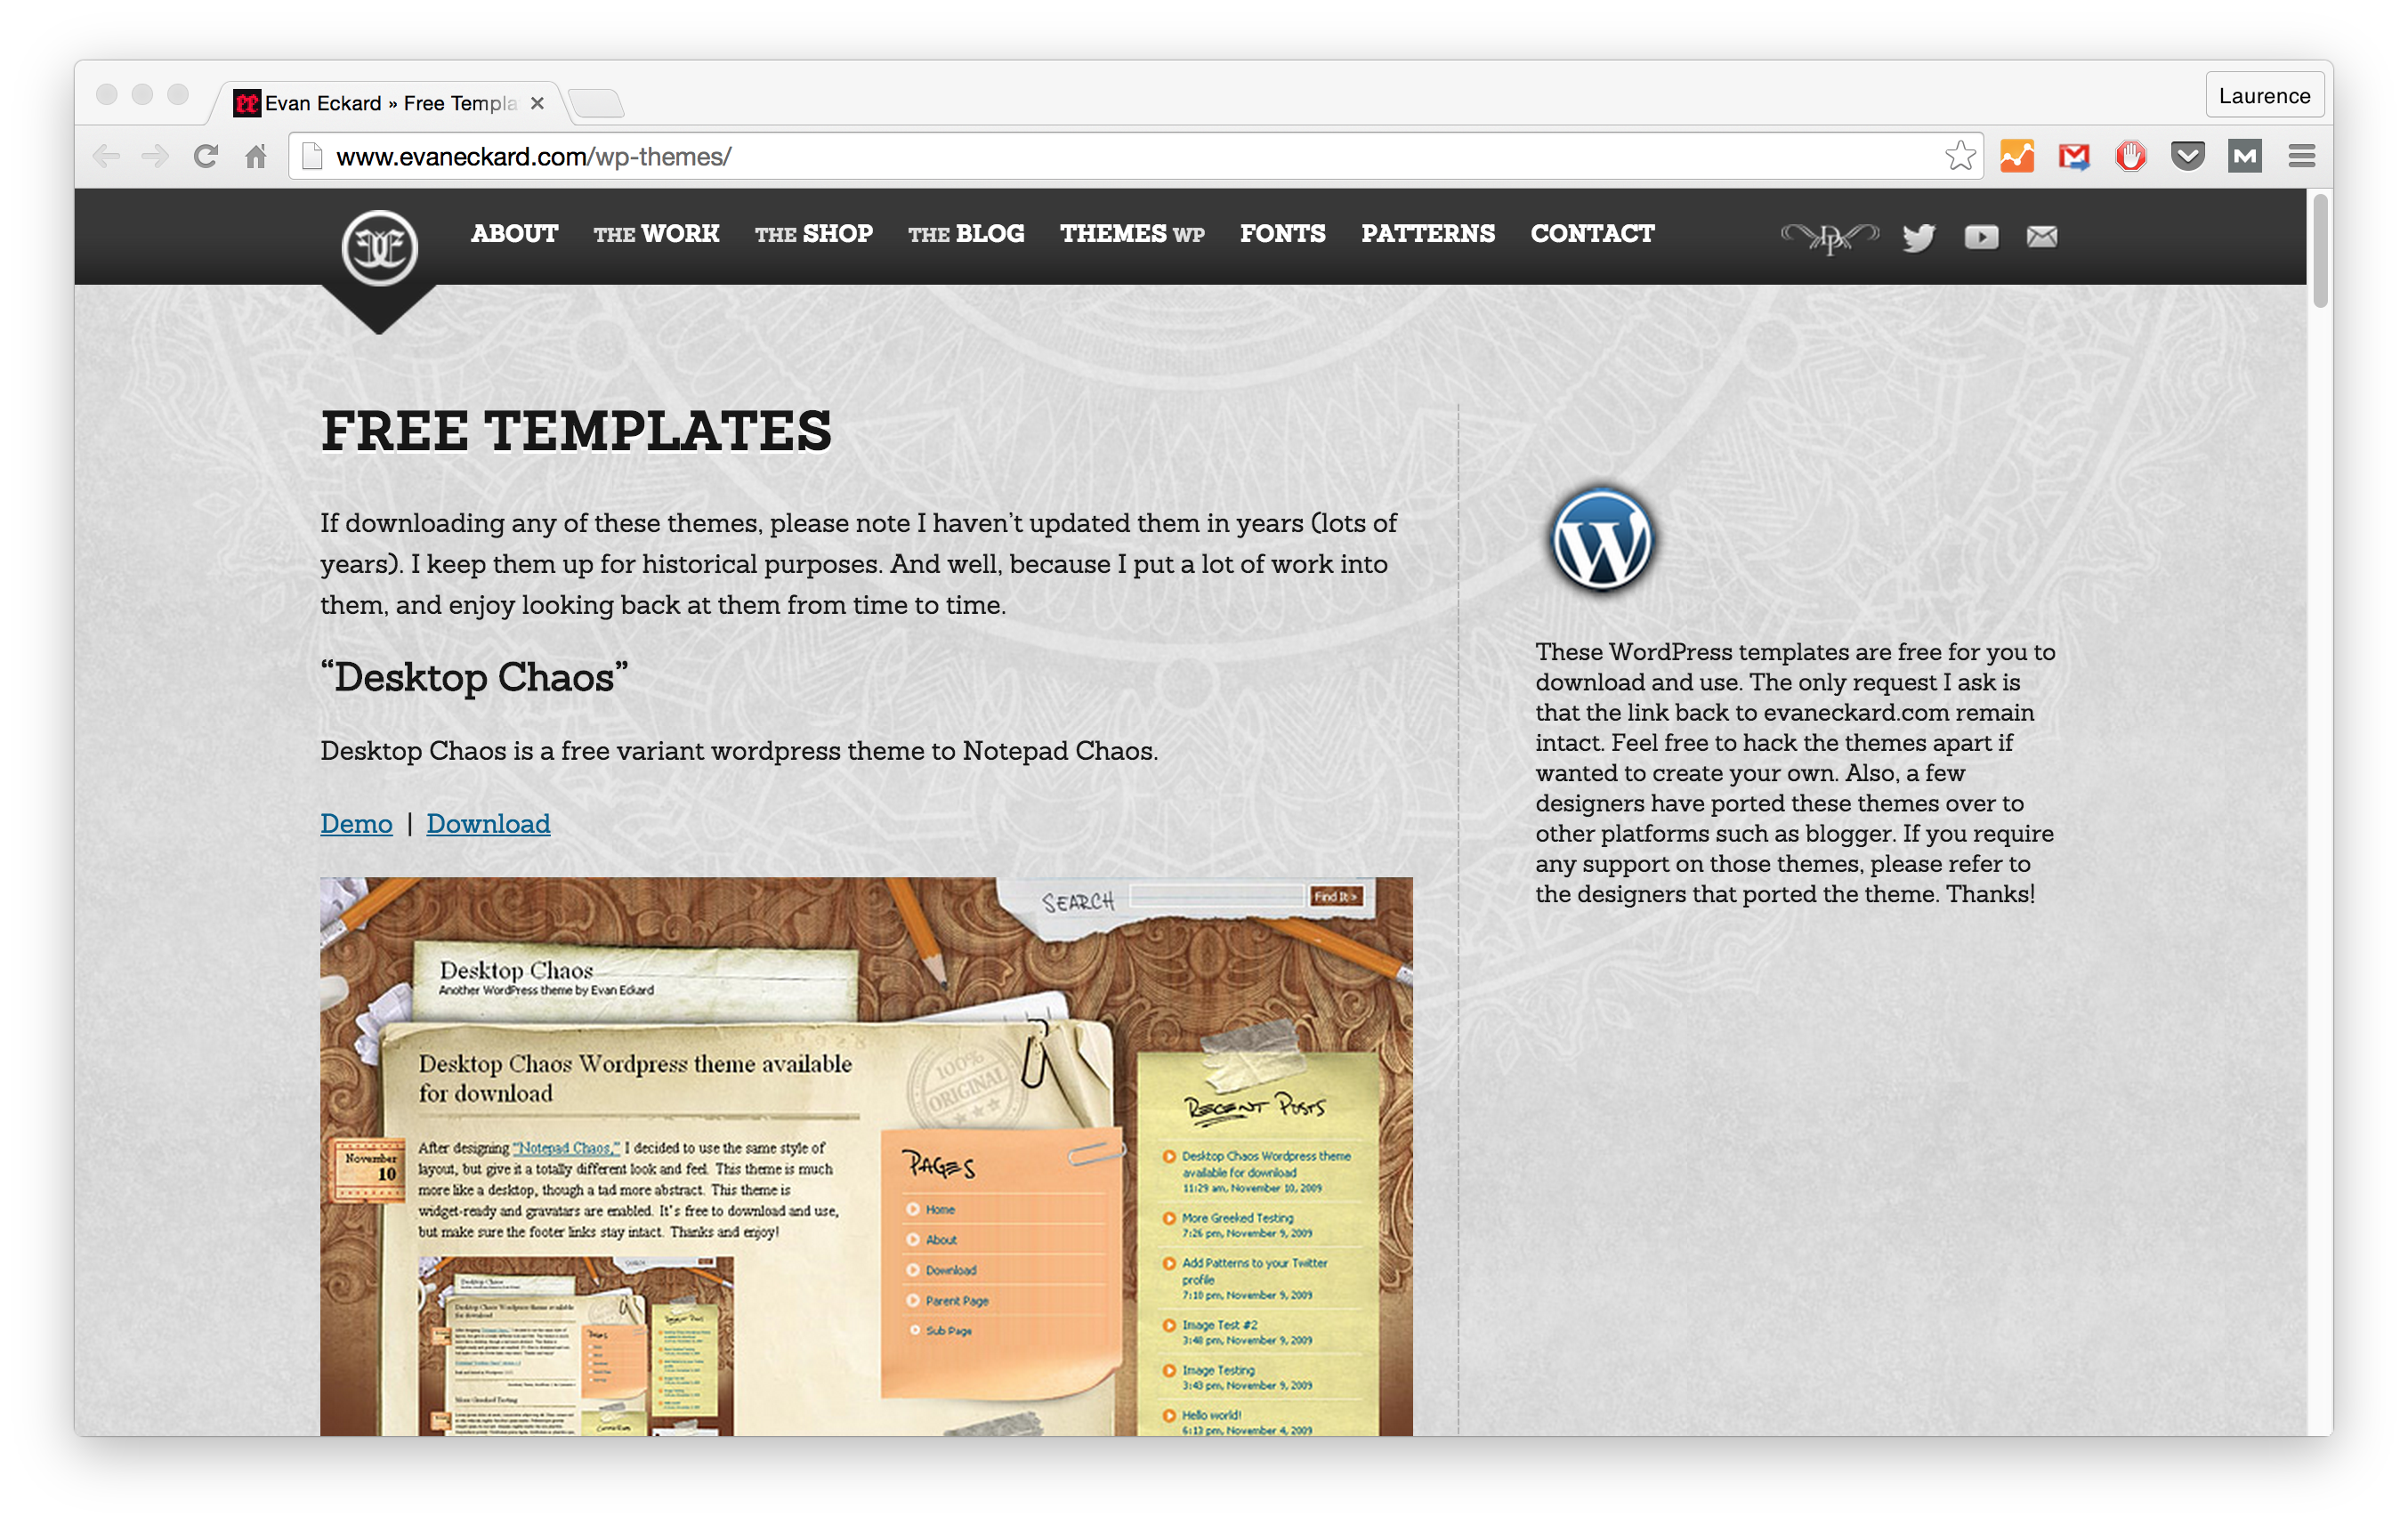 Evan Eckard » Free Templa
Laurence
www.evaneckard.com/wp-themes/
ABOUT THE WORK THE SHOP THE BLOG THEMES WP FONTS PATTERNS CONTACT
FREE TEMPLATES
If downloading any of these themes, please note I haven't updated them in years (lots of
years). I keep them up for historical purposes. And well, because I put a lot of work into
them, and enjoy looking back at them from time to time.
“Desktop Chaos”
Desktop Chaos is a free variant wordpress theme to Notepad Chaos.
Demo | Download
These WordPress templates are free for you to
download and use. The only request I ask is
that the link back to evaneckard.com remain
intact. Feel free to hack the themes apart if
wanted to create your own. Also, a few
designers have ported these themes over to
other platforms such as blogger. If you require
any support on those themes, please refer to
the designers that ported the theme. Thanks!
SEARCH Find It »
Desktop Chaos
Another WordPress theme by Evan Eckard
Desktop Chaos Wordpress theme available
for download
100%
ORIGINAL
November
10
After designing “Notepad Chaos,” I decided to use the same style of
layout, but give it a totally different look and feel. This theme is much
more like a desktop, though a tad more abstract. This theme is
widget-ready and gravatars are enabled. It's free to download and use,
but make sure the footer links stay intact. Thanks and enjoy!
PAGES
Home
About
Download
Parent Page
Sub Page
RECENT POSTS
Desktop Chaos Wordpress theme
available for download
11:29 am, November 10, 2009
More Greeked Testing
7:26 pm, November 9, 2009
Add Patterns to your Twitter
profile
7:10 pm, November 9, 2009
Image Test #2
3:48 pm, November 9, 2009
Image Testing
3:43 pm, November 9, 2009
Hello world!
6:13 pm, November 4, 2009
Desktop Chaos
Desktop Chaos Wordpress theme available
for download